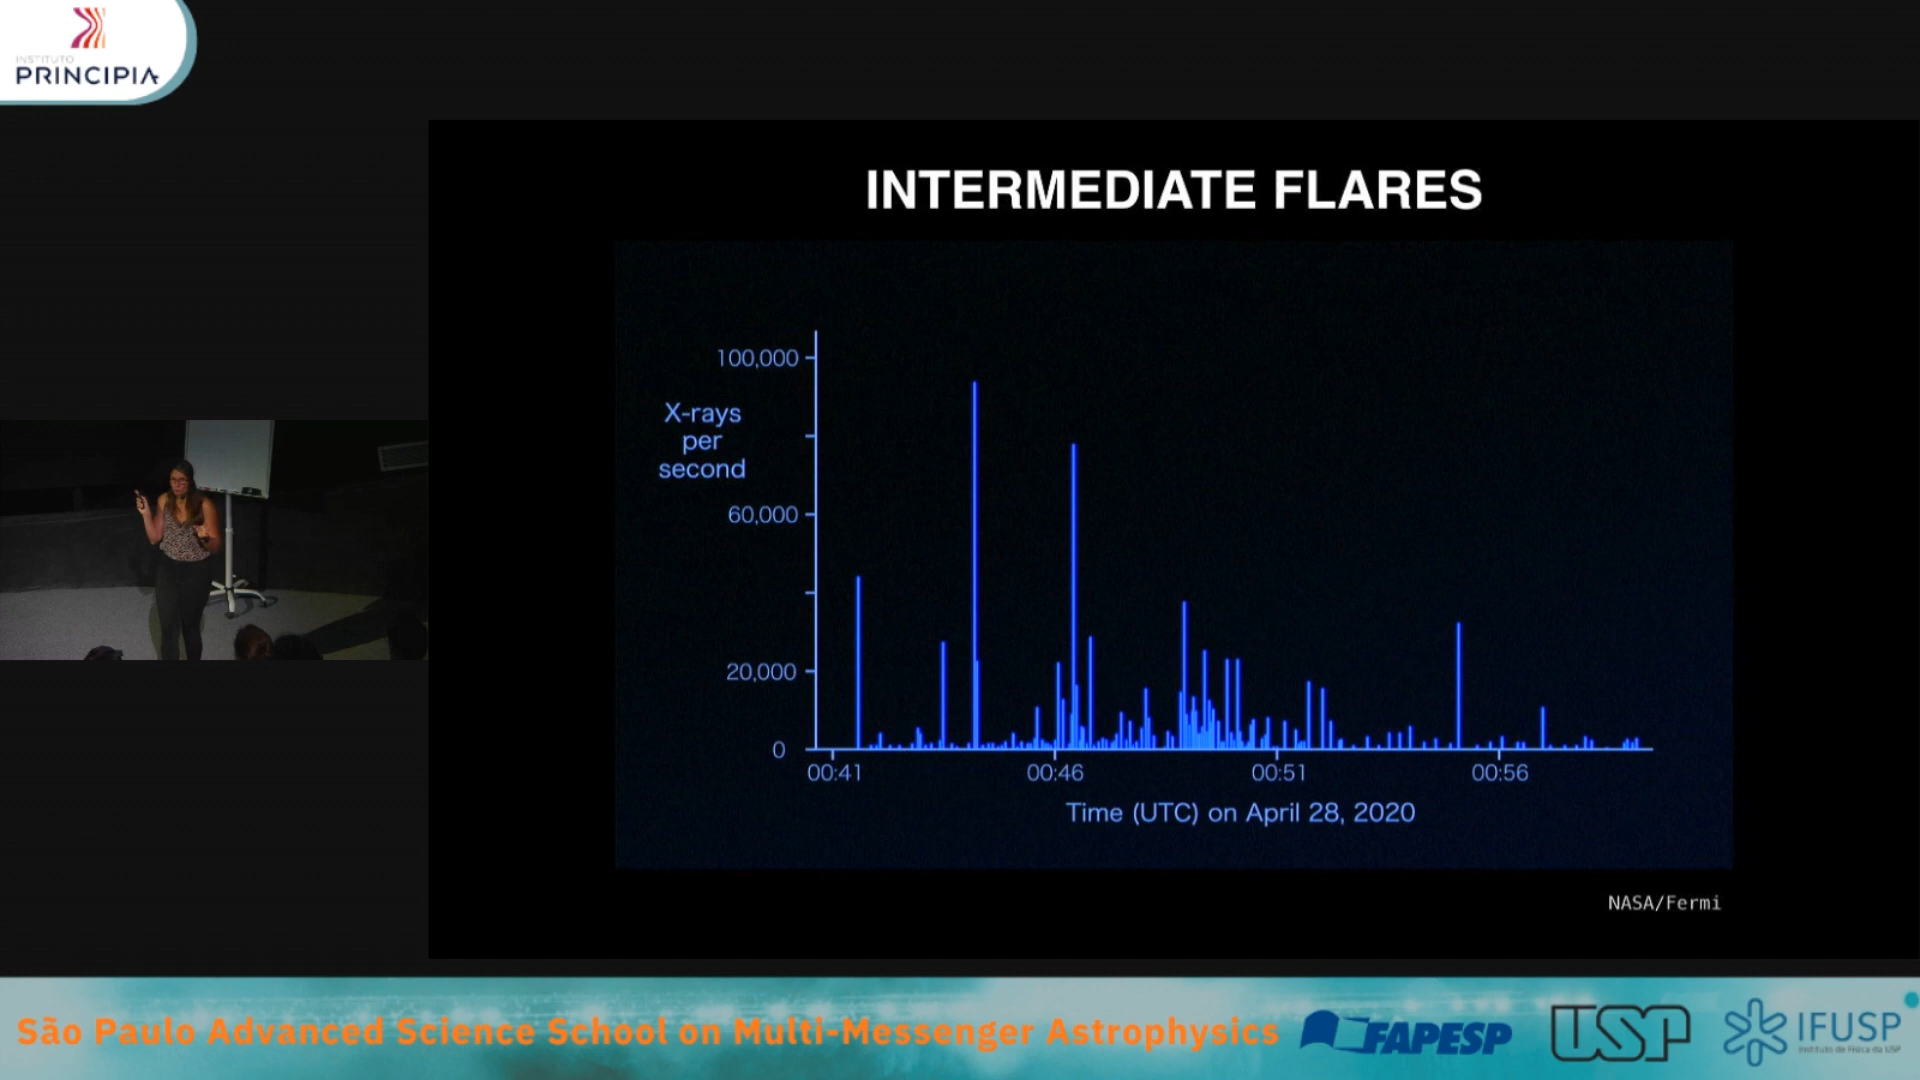 INSTITUTO
PRINCIPIA
INTERMEDIATE FLARES
100,000
X-rays
per
second
60,000
20,000
0
00:41
00:46
00:51
00:56
Time (UTC) on April 28, 2020
NASA/Fermi
São Paulo Advanced Science School on Multi-Messenger Astrophysics
FAPESP
USP
IFUSP
Instituto de Física da USP